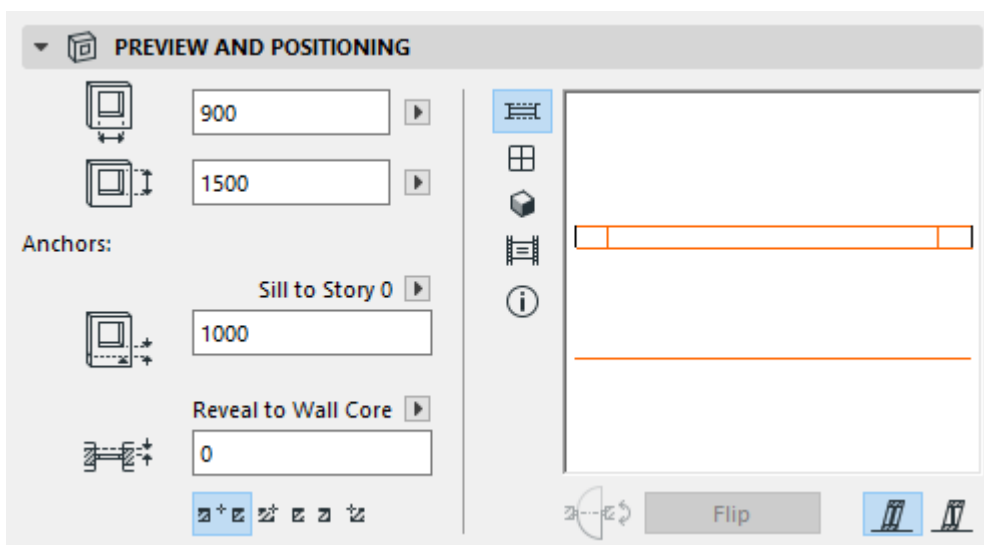 PREVIEW AND POSITIONING
900
1500
Anchors:
Sill to Story 0
1000
Reveal to Wall Core
0
Flip